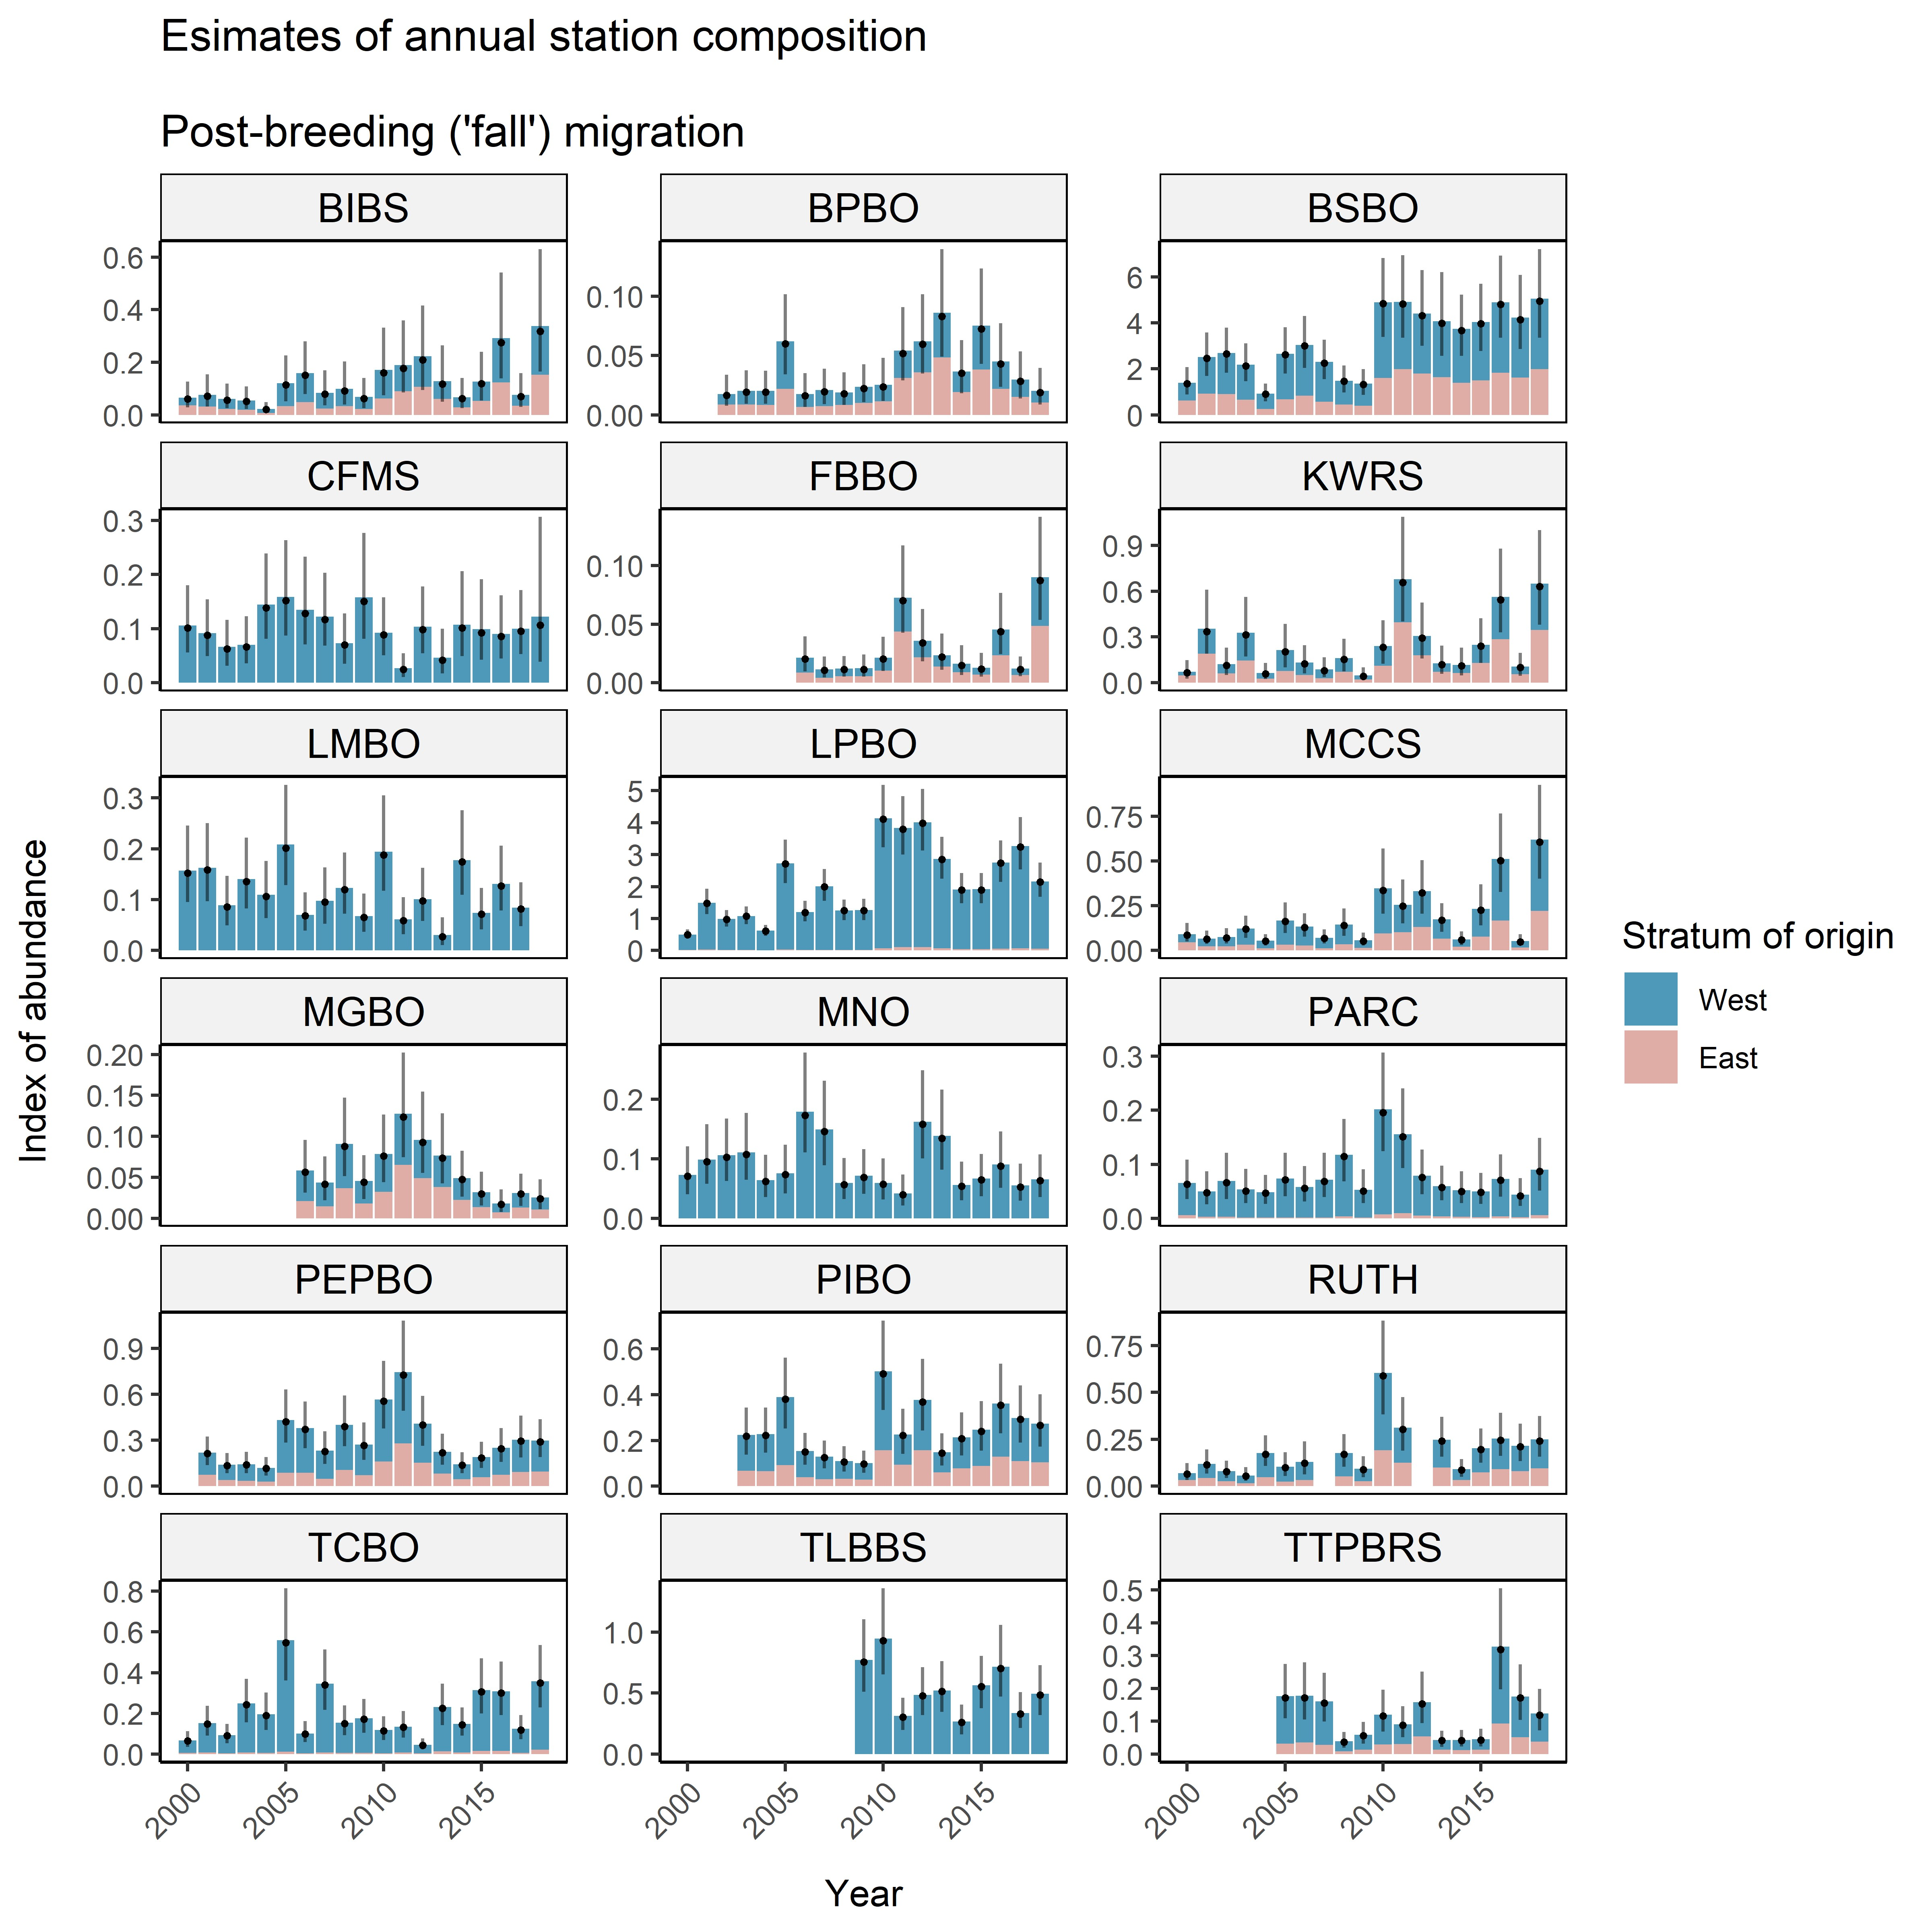 Esimates of annual station composition
Post-breeding ('fall') migration
BIBS
BPBO
BSBO
0.6
0.4
0.2
0.0
0.10
0.05
0.00
6
4
2
0
CFMS
FBBO
KWRS
0.3
0.2
0.1
0.0
0.10
0.05
0.00
0.9
0.6
0.3
0.0
LMBO
LPBO
MCCS
0.3
0.2
0.1
0.0
5
4
3
2
1
0
0.75
0.50
0.25
0.00
MGBO
MNO
PARC
0.20
0.15
0.10
0.05
0.00
0.2
0.1
0.0
0.3
0.2
0.1
0.0
PEPBO
PIBO
RUTH
0.9
0.6
0.3
0.0
0.6
0.4
0.2
0.0
0.75
0.50
0.25
0.00
TCBO
TLBBS
TTPBRS
0.8
0.6
0.4
0.2
0.0
1.0
0.5
0.0
0.5
0.4
0.3
0.2
0.1
0.0
2000 2005 2010 2015
2000 2005 2010 2015
2000 2005 2010 2015
Year
Index of abundance
Stratum of origin
West
East